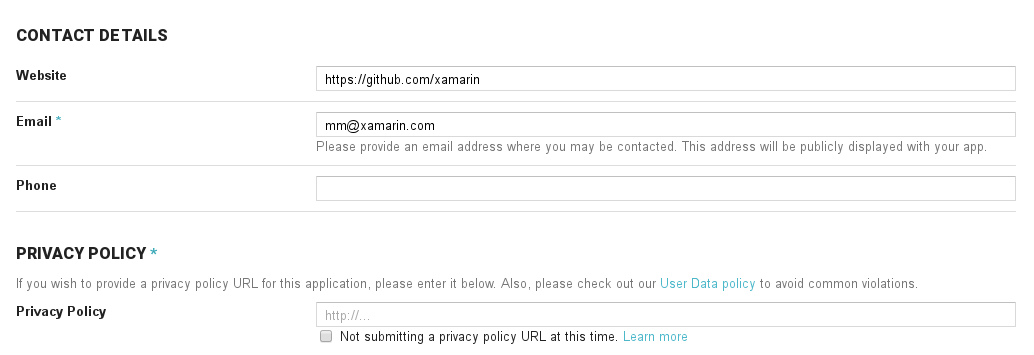 CONTACT DETAILS
Website
https://github.com/xamarin
Email *
mm@xamarin.com
Please provide an email address where you may be contacted. This address will be publicly displayed with your app.
Phone
PRIVACY POLICY *
If you wish to provide a privacy policy URL for this application, please enter it below. Also, please check out our User Data policy to avoid common violations.
Privacy Policy
http://...
Not submitting a privacy policy URL at this time. Learn more